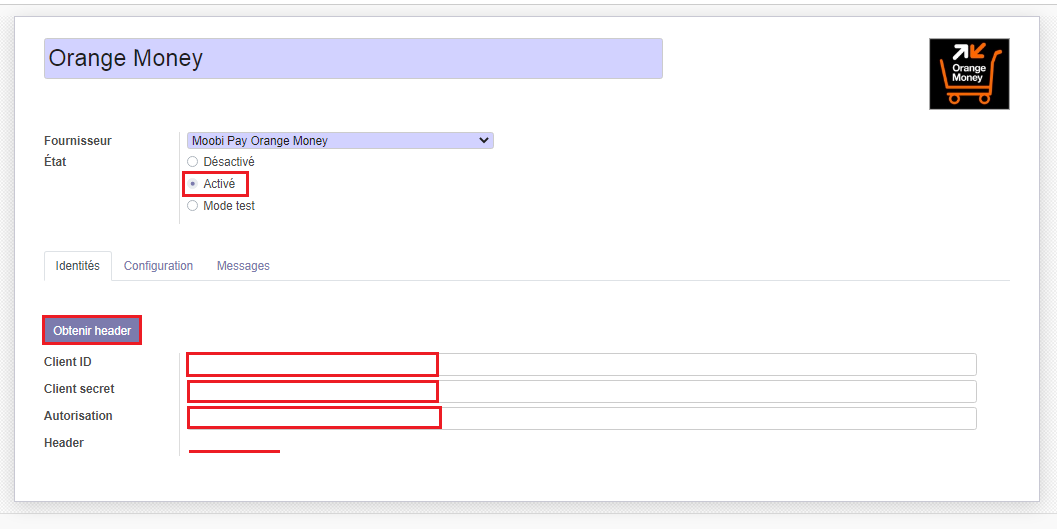 Orange Money
Orange
Money
Fournisseur
Moobi Pay Orange Money
État
Désactivé
Activé
Mode test
Identités
Configuration
Messages
Obtenir header
Client ID
Client secret
Autorisation
Header